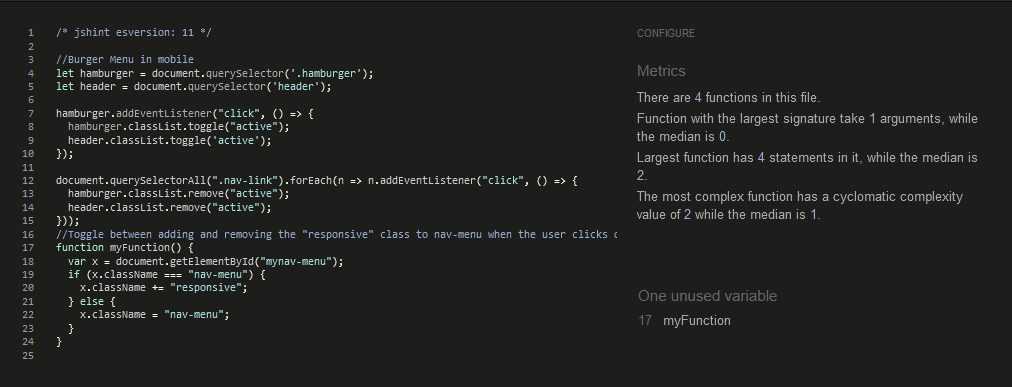 1 /* jshint esversion: 11 */
2
3 //Burger Menu in mobile
4 let hamburger = document.querySelector('.hamburger');
5 let header = document.querySelector('header');
6
7 hamburger.addEventListener("click", () => {
8 hamburger.classList.toggle("active");
9 header.classList.toggle('active');
10 });
11
12 document.querySelectorAll(".nav-link").forEach(n => n.addEventListener("click", () => {
13 hamburger.classList.remove("active");
14 header.classList.remove("active");
15 }));
16 //Toggle between adding and removing the "responsive" class to nav-menu when the user clicks
17 function myFunction() {
18 var x = document.getElementById("mynav-menu");
19 if (x.className === "nav-menu") {
20 x.className += "responsive";
21 } else {
22 x.className = "nav-menu";
23 }
24 }
25
CONFIGURE
Metrics
There are 4 functions in this file.
Function with the largest signature take 1 arguments, while
the median is 0.
Largest function has 4 statements in it, while the median is
2.
The most complex function has a cyclomatic complexity
value of 2 while the median is 1.
One unused variable
17 myFunction